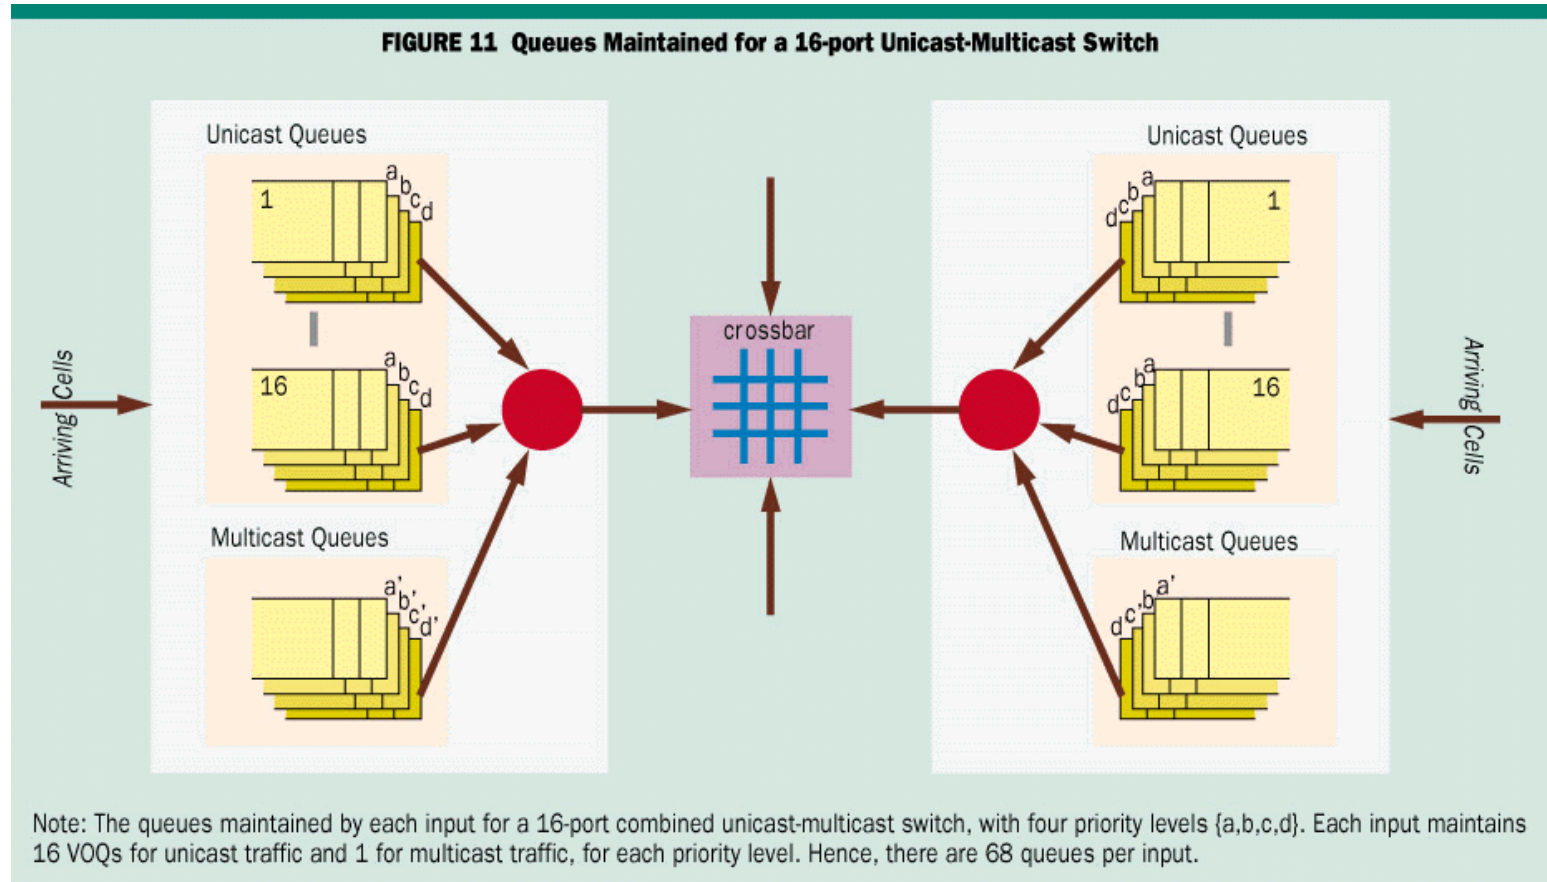 FIGURE 11 Queues Maintained for a 16-port Unicast-Multicast Switch
Unicast Queues
a
b
c
d
1
a
b
c
d
16
Multicast Queues
a'
b'
c'
d'
Arriving Cells
crossbar
Unicast Queues
a
b
c
d
1
a
b
c
d
16
Multicast Queues
a'
b'
c'
d
Arriving Cells
Note: The queues maintained by each input for a 16-port combined unicast-multicast switch, with four priority levels {a,b,c,d}. Each input maintains
16 VOQs for unicast traffic and 1 for multicast traffic, for each priority level. Hence, there are 68 queues per input.